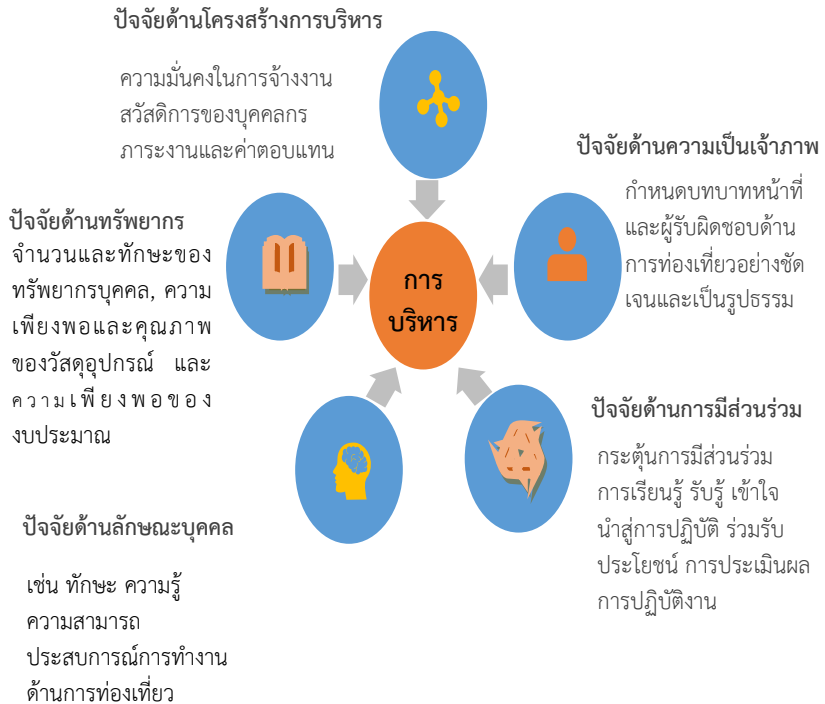 ปัจจัยด้านโครงสร้างการบริหาร
ความมั่นคงในการจ้างงาน
สวัสดิการของบุคคลกร
ภาระงานและค่าตอบแทน
ปัจจัยด้านความเป็นเจ้าภาพ
กำหนดบทบาทหน้าที่
และผู้รับผิดชอบด้าน
การท่องเที่ยวอย่างชัด
เจนและเป็นรูปธรรม
ปัจจัยด้านทรัพยากร
จำนวนและทักษะของ
ทรัพยากรบุคคล, ความ
เพียงพอและคุณภาพ
ของวัสดุอุปกรณ์ และ
ความเพียงพอของ
งบประมาณ
การ
บริหาร
ปัจจัยด้านการมีส่วนร่วม
กระตุ้นการมีส่วนร่วม
การเรียนรู้ รับรู้ เข้าใจ
นำสู่การปฏิบัติ ร่วมรับ
ประโยชน์ การประเมินผล
การปฏิบัติงาน
ปัจจัยด้านลักษณะบุคคล
เช่น ทักษะ ความรู้
ความสามารถ
ประสบการณ์การทำงาน
ด้านการท่องเที่ยว